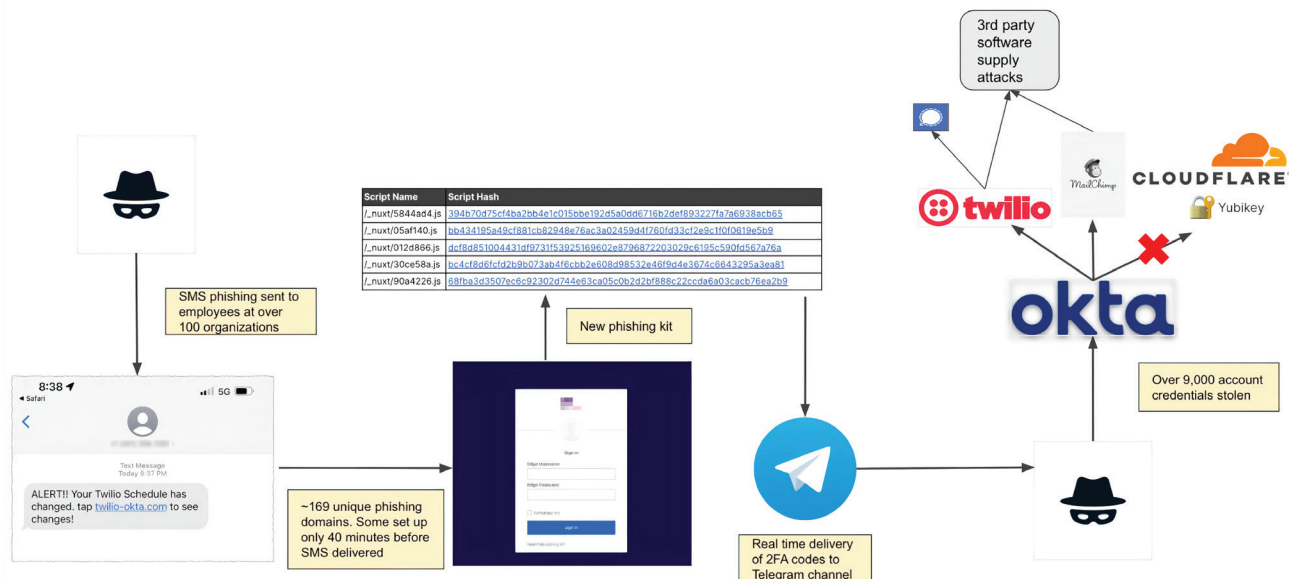 3rd party
software
supply
attacks
twilio
MailChimp
CLOUDFLARE
Yubikey
okta
Script Name Script Hash
/_nuxt/5844ad4.js 394b70d75cf4ba2bb4e1c015bbe192d5a0dd6716b2def893227fa7a6938acb65
/_nuxt/05af140.js bb434195a49cf881cb82948e76ac3a02459d4f760fd33cf2e9c1f0f0619e5b9
/_nuxt/012d866.js dcf8d851004431df9731f53925169602e8796872203029c6195c590fd567a76a
/_nuxt/30ce58a.js bc4cf8d6fcfd2b9b073ab4f6cbb2e608d98532e46f9d4e3674c6643295a3ea81
/_nuxt/90a4226.js 68fba3d3507ec6c92302d744e63ca05c0b2d2bf888c22ccda6a03cacb76ea2b9
SMS phishing sent to
employees at over
100 organizations
New phishing kit
8:38
5G
Safari
Text Message
Today 8:37 PM
ALERT!! Your Twilio Schedule has
changed. tap twilio-okta.com to see
changes!
~169 unique phishing
domains. Some set up
only 40 minutes before
SMS delivered
Sign In
Sign In
Need help signing in?
Real time delivery
of 2FA codes to
Telegram channel
Over 9,000 account
credentials stolen